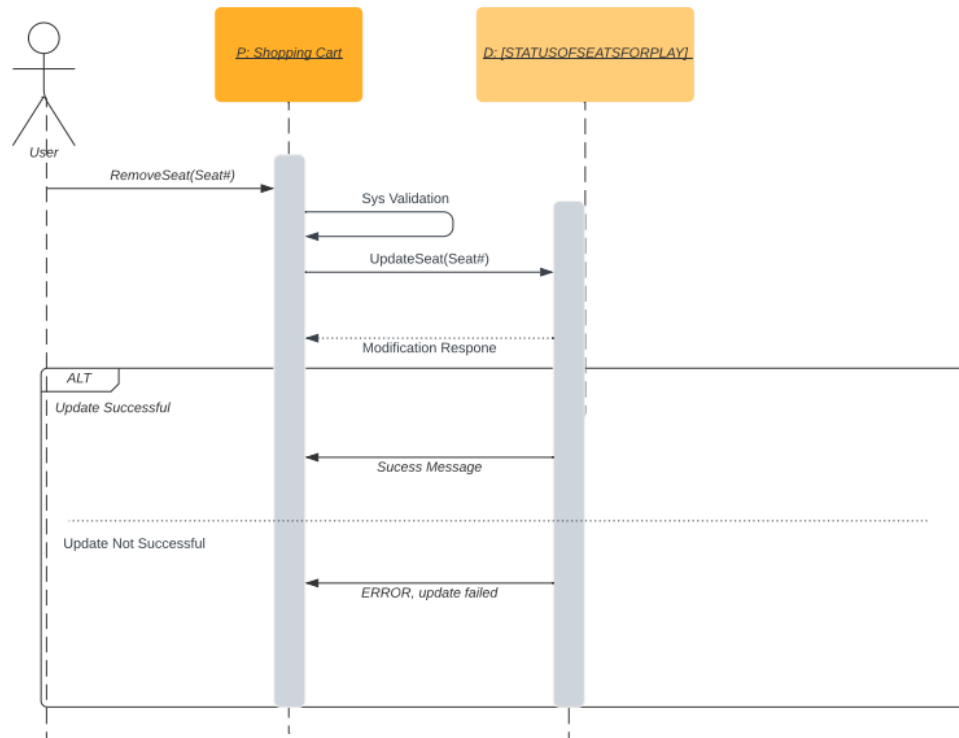 P: Shopping Cart
D: [STATUSOFSEATSFORPLAY]
User
RemoveSeat(Seat#)
Sys Validation
UpdateSeat(Seat#)
Modification Respone
ALT
Update Successful
Sucess Message
Update Not Successful
ERROR, update failed